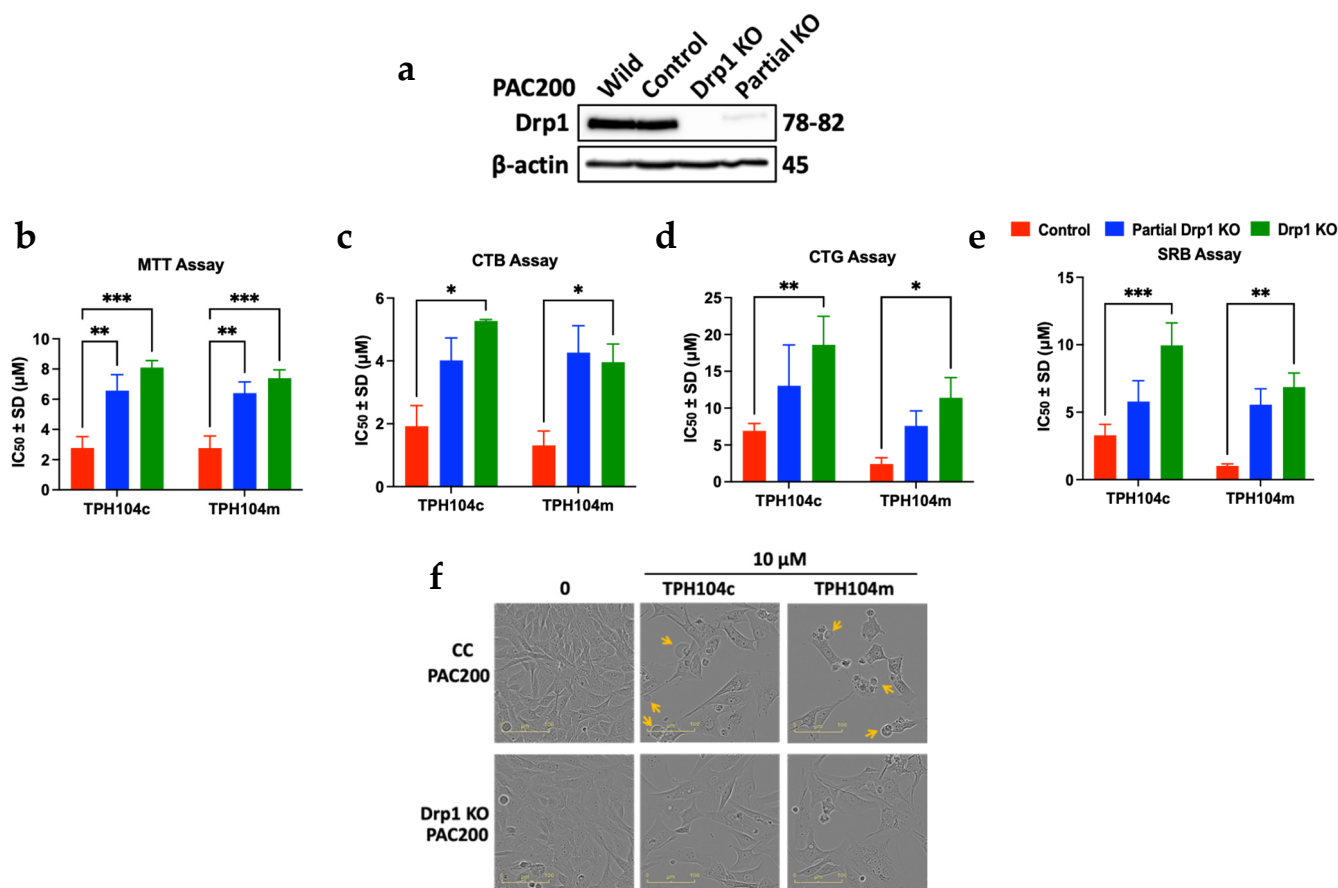 a
PAC200
Wild
Control
Drp1 KO
Partial KO
Drp1
78-82
β-actin
45
b
MTT Assay
IC50 ± SD (µM)
10
8
6
4
2
0
***
**
***
**
TPH104c
TPH104m
c
CTB Assay
IC50 ± SD (µM)
6
4
2
0
*
*
TPH104c
TPH104m
d
CTG Assay
IC50 ± SD (µM)
25
20
15
10
5
0
**
*
TPH104c
TPH104m
Control
Partial Drp1 KO
Drp1 KO
e
SRB Assay
IC50 ± SD (µM)
15
10
5
0
***
**
TPH104c
TPH104m
f
10 µM
0
TPH104c
TPH104m
CC
PAC200
Drp1 KO
PAC200